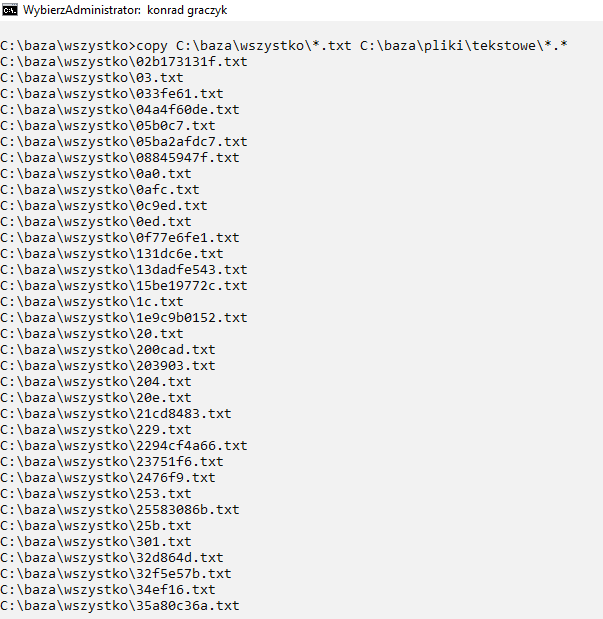 WybierzAdministrator: konrad graczyk
C:\baza\wszystko>copy C:\baza\wszystko\*.txt C:\baza\pliki\tekstowe\*.*
C:\baza\wszystko\02b173131f.txt
C:\baza\wszystko\03.txt
C:\baza\wszystko\033fe61.txt
C:\baza\wszystko\04a4f60de.txt
C:\baza\wszystko\05b0c7.txt
C:\baza\wszystko\05ba2afdc7.txt
C:\baza\wszystko\08845947f.txt
C:\baza\wszystko\0a0.txt
C:\baza\wszystko\0afc.txt
C:\baza\wszystko\0c9ed.txt
C:\baza\wszystko\0ed.txt
C:\baza\wszystko\0f77e6fe1.txt
C:\baza\wszystko\131dc6e.txt
C:\baza\wszystko\13dadfe543.txt
C:\baza\wszystko\15be19772c.txt
C:\baza\wszystko\1c.txt
C:\baza\wszystko\1e9c9b0152.txt
C:\baza\wszystko\20.txt
C:\baza\wszystko\200cad.txt
C:\baza\wszystko\203903.txt
C:\baza\wszystko\204.txt
C:\baza\wszystko\20e.txt
C:\baza\wszystko\21cd8483.txt
C:\baza\wszystko\229.txt
C:\baza\wszystko\2294cf4a66.txt
C:\baza\wszystko\23751f6.txt
C:\baza\wszystko\2476f9.txt
C:\baza\wszystko\253.txt
C:\baza\wszystko\25583086b.txt
C:\baza\wszystko\25b.txt
C:\baza\wszystko\301.txt
C:\baza\wszystko\32d864d.txt
C:\baza\wszystko\32f5e57b.txt
C:\baza\wszystko\34ef16.txt
C:\baza\wszystko\35a80c36a.txt